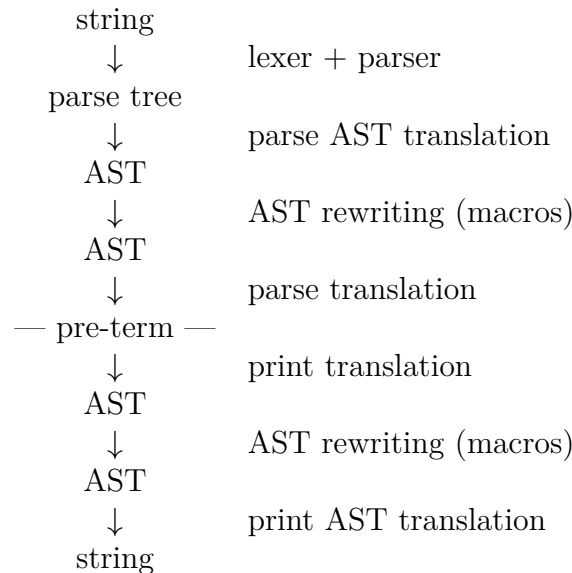 string
↓ lexer + parser
parse tree
↓ parse AST translation
AST
↓ AST rewriting (macros)
AST
↓ parse translation
— pre-term —
↓ print translation
AST
↓ AST rewriting (macros)
AST
↓ print AST translation
string